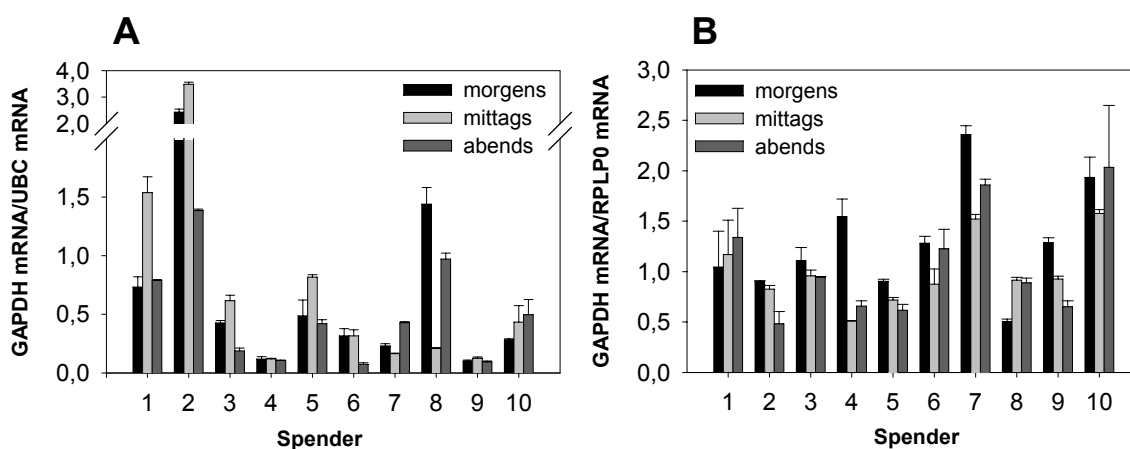 A
GAPDH mRNA/UBC mRNA
4,0
3,0
2,0
1,5
1,0
0,5
0,0
morgens
mittags
abends
1 2 3 4 5 6 7 8 9 10
Spender
B
GAPDH mRNA/RPLP0 mRNA
3,0
2,5
2,0
1,5
1,0
0,5
0,0
morgens
mittags
abends
1 2 3 4 5 6 7 8 9 10
Spender